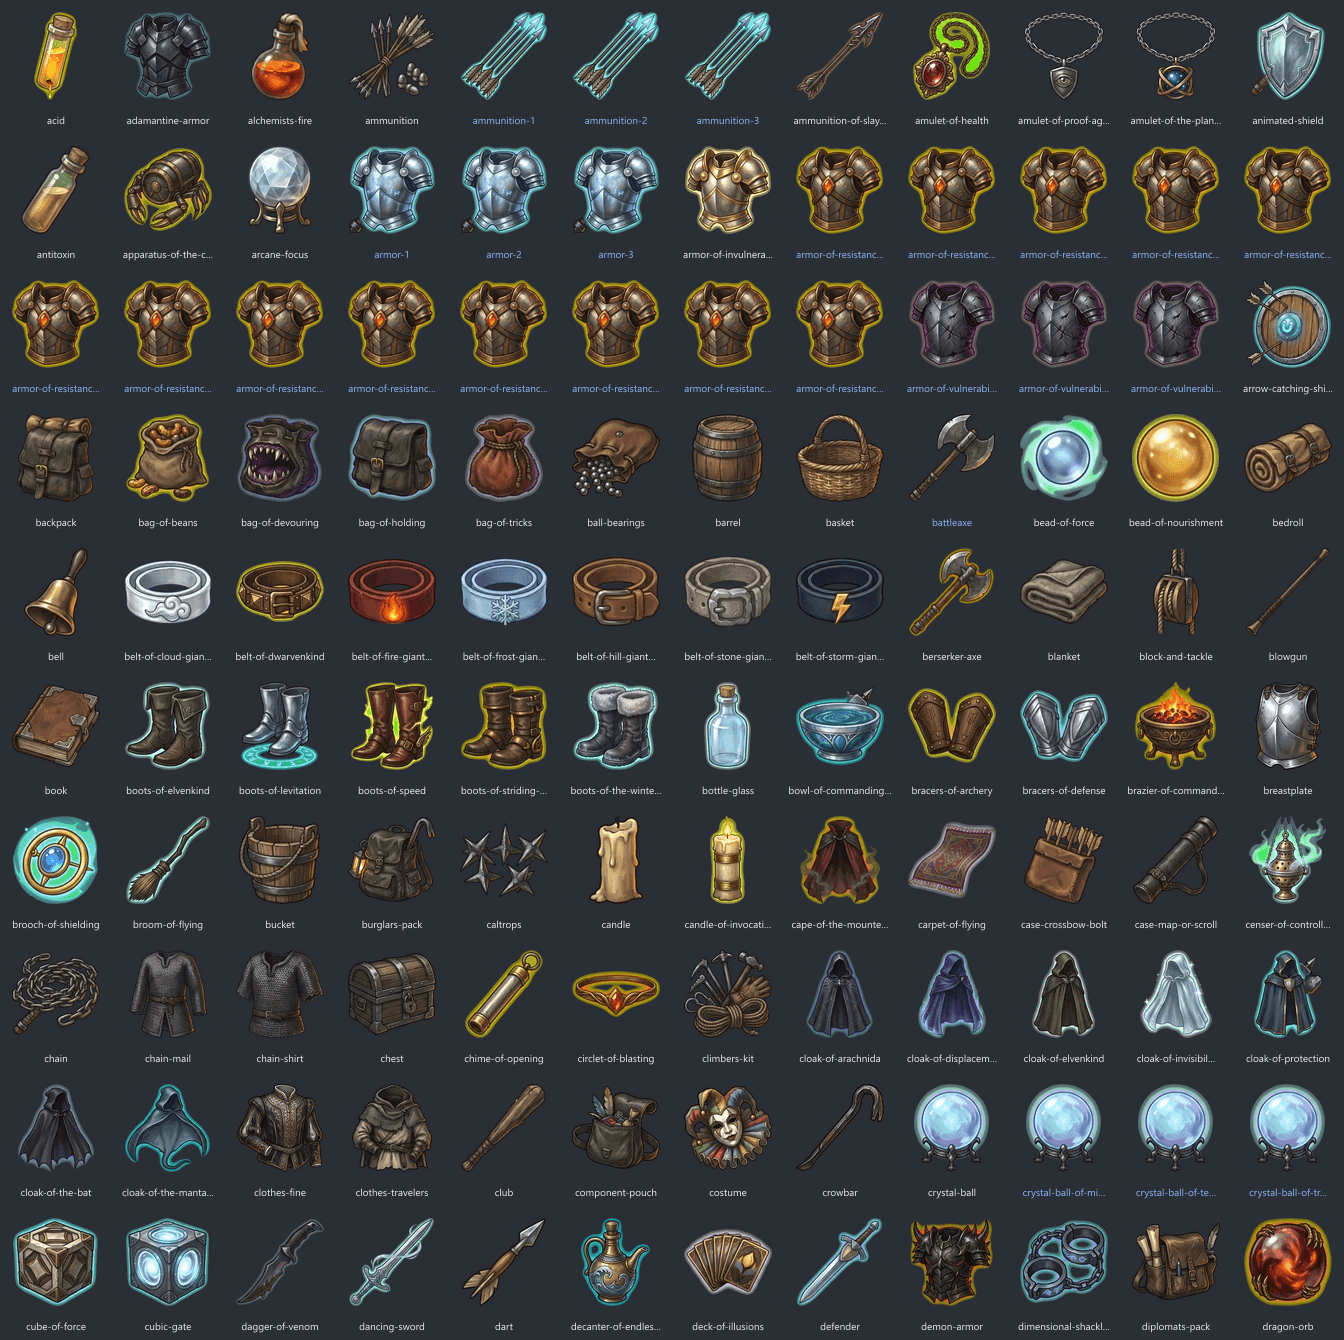 acid
adamantine-armor
alchemists-fire
ammunition
ammunition-1
ammunition-2
ammunition-3
ammunition-of-slay...
amulet-of-health
amulet-of-proof-ag...
amulet-of-the-plan...
animated-shield
antitoxin
apparatus-of-the-c...
arcane-focus
armor-1
armor-2
armor-3
armor-of-invulnera...
armor-of-resistanc...
armor-of-resistanc...
armor-of-resistanc...
armor-of-resistanc...
armor-of-resistanc...
armor-of-resistanc...
armor-of-resistanc...
armor-of-resistanc...
armor-of-resistanc...
armor-of-resistanc...
armor-of-resistanc...
armor-of-resistanc...
armor-of-resistanc...
armor-of-vulnerabi...
armor-of-vulnerabi...
armor-of-vulnerabi...
arrow-catching-shi...
backpack
bag-of-beans
bag-of-devouring
bag-of-holding
bag-of-tricks
ball-bearings
barrel
basket
battleaxe
bead-of-force
bead-of-nourishment
bedroll
bell
belt-of-cloud-gian...
belt-of-dwarvenkind
belt-of-fire-giant...
belt-of-frost-gian...
belt-of-hill-giant...
belt-of-stone-gian...
belt-of-storm-gian...
berserker-axe
blanket
block-and-tackle
blowgun
book
boots-of-elvenkind
boots-of-levitation
boots-of-speed
boots-of-striding-...
boots-of-the-winte...
bottle-glass
bowl-of-commanding...
bracers-of-archery
bracers-of-defense
brazier-of-command...
breastplate
brooch-of-shielding
broom-of-flying
bucket
burglars-pack
caltrops
candle
candle-of-invocati...
cape-of-the-mounte...
carpet-of-flying
case-crossbow-bolt
case-map-or-scroll
censer-of-controll...
chain
chain-mail
chain-shirt
chest
chime-of-opening
circlet-of-blasting
climbers-kit
cloak-of-arachnida
cloak-of-displacem...
cloak-of-elvenkind
cloak-of-invisibil...
cloak-of-protection
cloak-of-the-bat
cloak-of-the-manta...
clothes-fine
clothes-travelers
club
component-pouch
costume
crowbar
crystal-ball
crystal-ball-of-mi...
crystal-ball-of-te...
crystal-ball-of-tr...
cube-of-force
cubic-gate
dagger-of-venom
dancing-sword
dart
decanter-of-endles...
deck-of-illusions
defender
demon-armor
dimensional-shackl...
diplomats-pack
dragon-orb